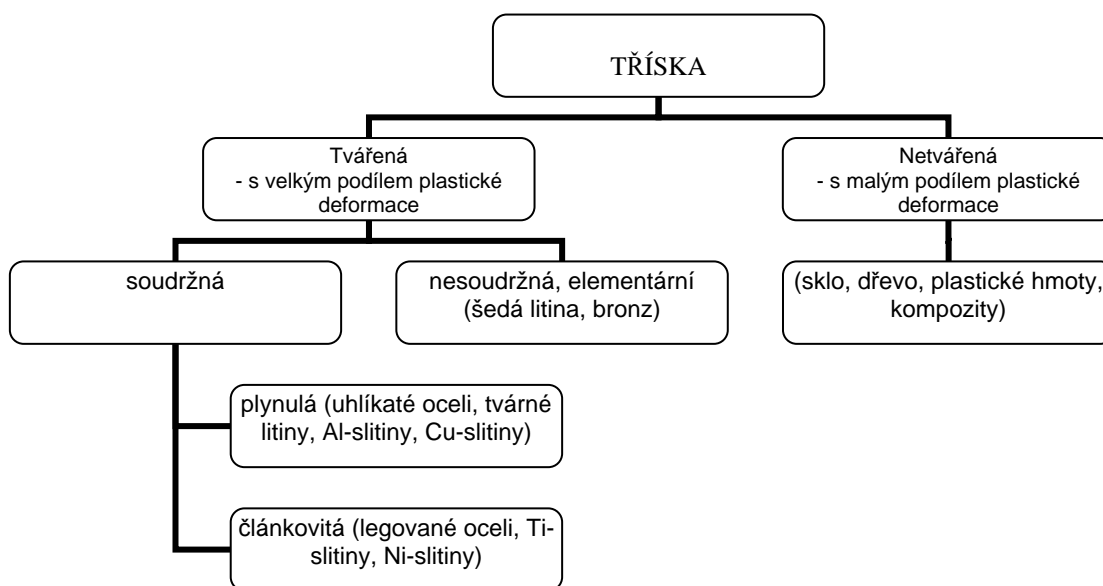 TŘÍSKA
Tvářená
- s velkým podílem plastické
deformace
Netvářená
- s malým podílem plastické
deformace
soudržná
nesoudržná, elementární
(šedá litina, bronz)
(sklo, dřevo, plastické hmoty,
kompozity)
plynulá (uhlíkaté oceli, tvárné
litiny, Al-slitiny, Cu-slitiny)
článkovitá (legované oceli, Ti-
slitiny, Ni-slitiny)